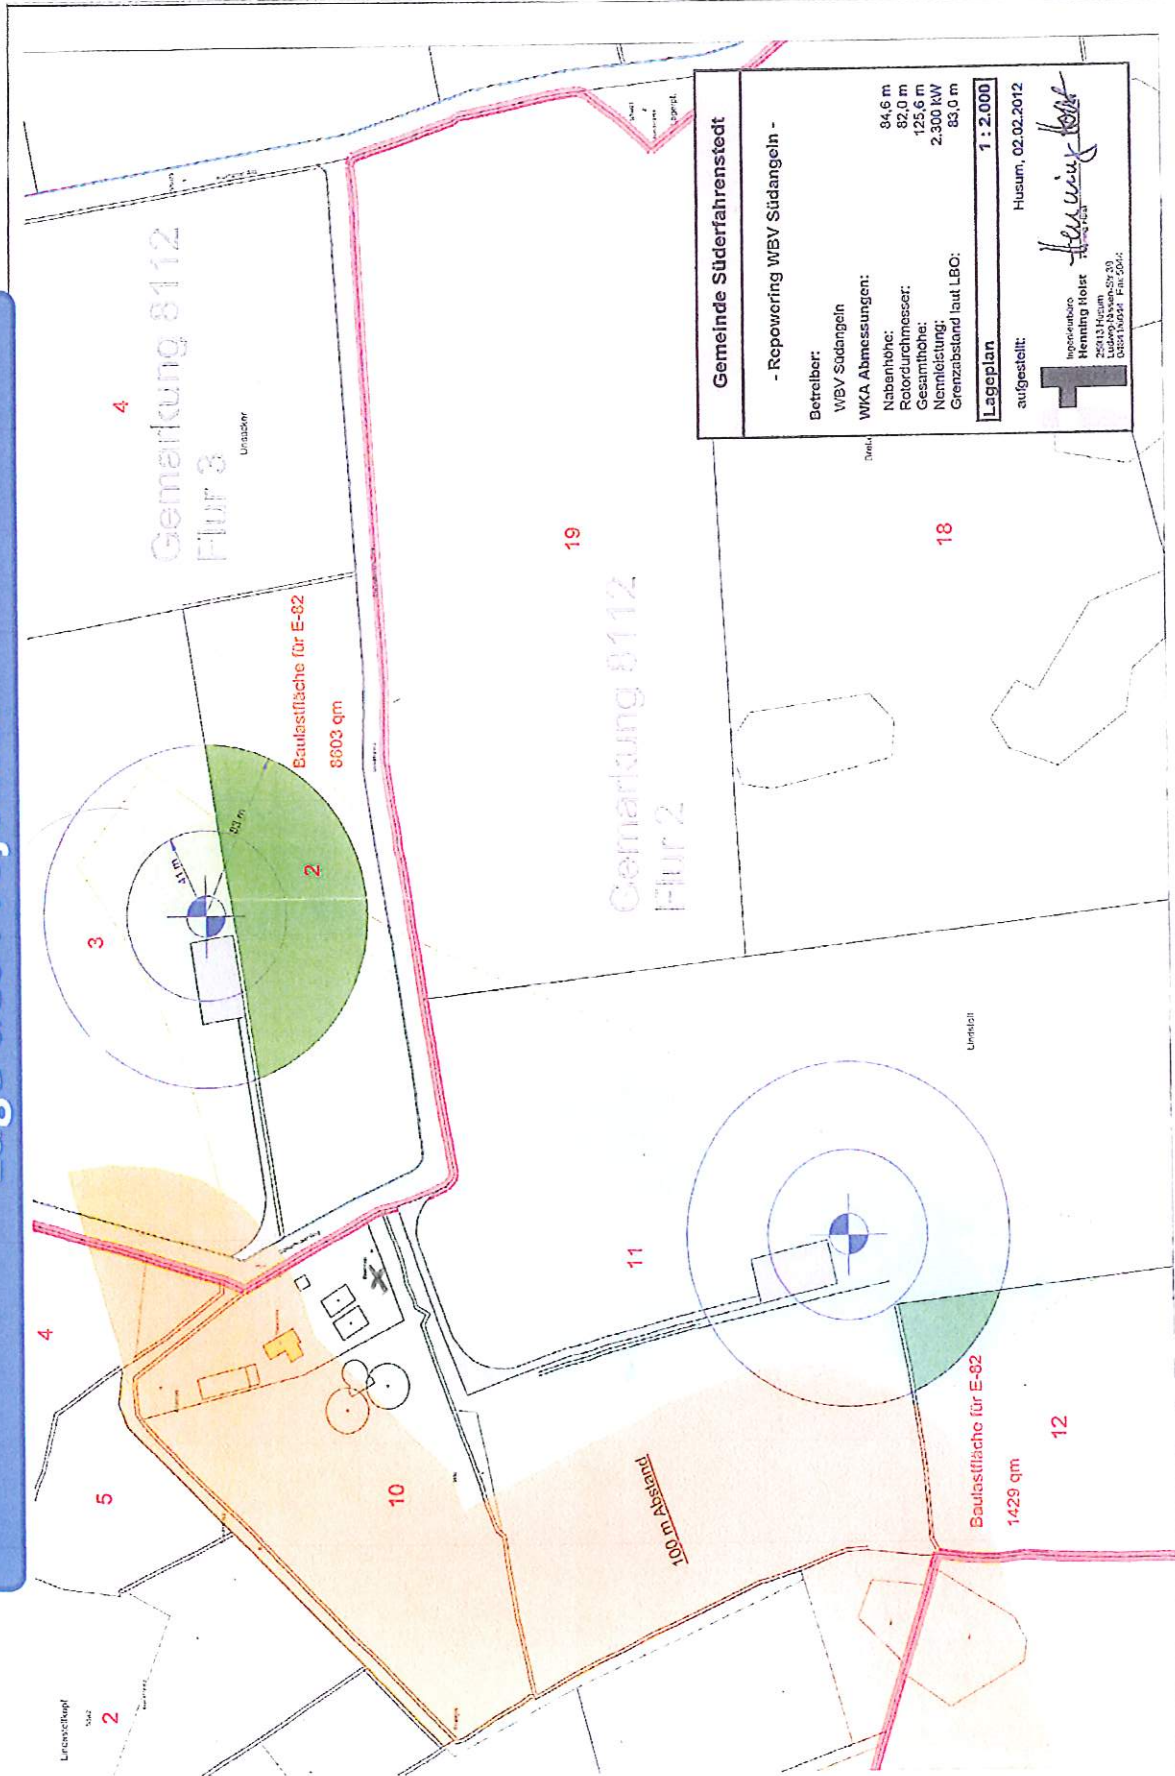 Gemeinde Süderfahrenstedt
- Repowering WBV Südangeln -
Betreiber:
WBV Südangeln
WKA Abmessungen:
Nabenhöhe: 84,6 m
Rotordurchmesser: 82,0 m
Gesamthöhe: 125,6 m
Nennleistung: 2.300 kW
Grenzabstand laut LBO: 83,0 m
Lageplan 1 : 2.000
aufgestellt: Husum, 02.02.2012
Ingenieurbüro
Henning Holst
Henning Holst
25813 Husum
4
Gemarkung 8112
Flur 3
Lindacker
3
41 m
83 m
2
Baulastfläche für E-82
8603 qm
19
Gemarkung 8112
Flur 2
18
4
5
2
10
11
100 m Abstand
Baulastfläche für E-82
1429 qm
12